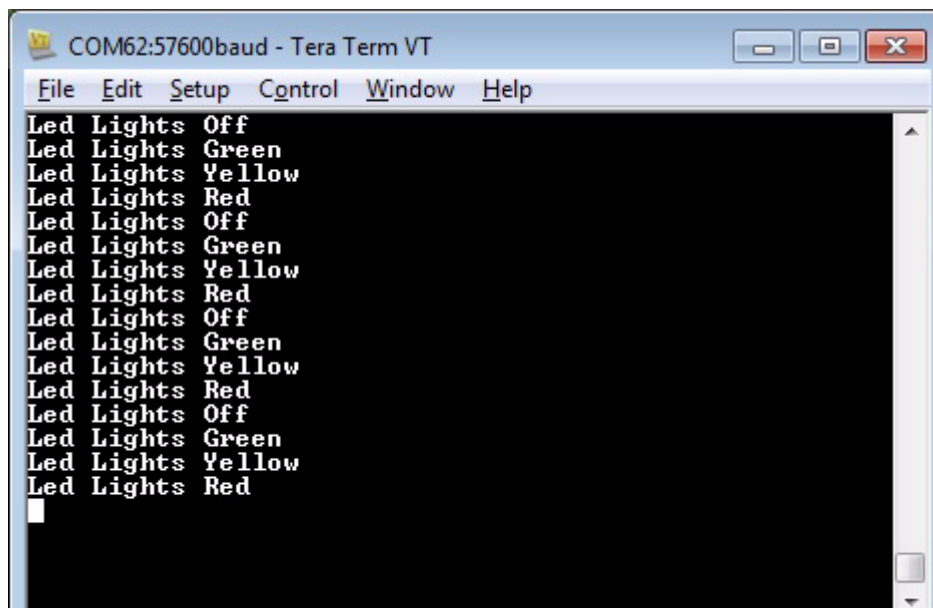 COM62:57600baud - Tera Term VT
File Edit Setup Control Window Help
Led Lights Off
Led Lights Green
Led Lights Yellow
Led Lights Red
Led Lights Off
Led Lights Green
Led Lights Yellow
Led Lights Red
Led Lights Off
Led Lights Green
Led Lights Yellow
Led Lights Red
Led Lights Off
Led Lights Green
Led Lights Yellow
Led Lights Red